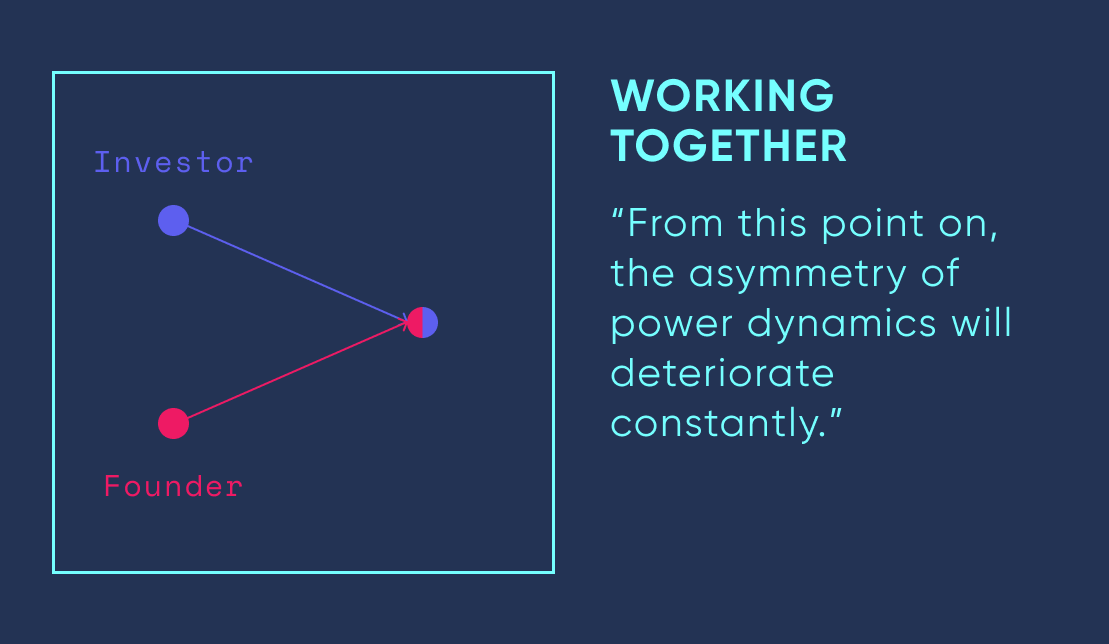 Investor
Founder
WORKING
TOGETHER
“From this point on,
the asymmetry of
power dynamics will
deteriorate
constantly.”